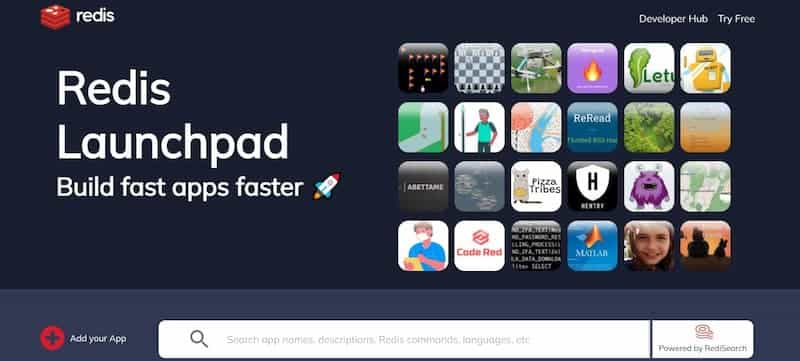 redis
Developer Hub Try Free
Redis
Launchpad
Build fast apps faster
Letu
ReRead
ABETTAME
Pizza
Tribes
H
HENTRY
Code Red
MATLAB
Add your App
Search app names, descriptions, Redis commands, languages, etc
Powered by RediSearch